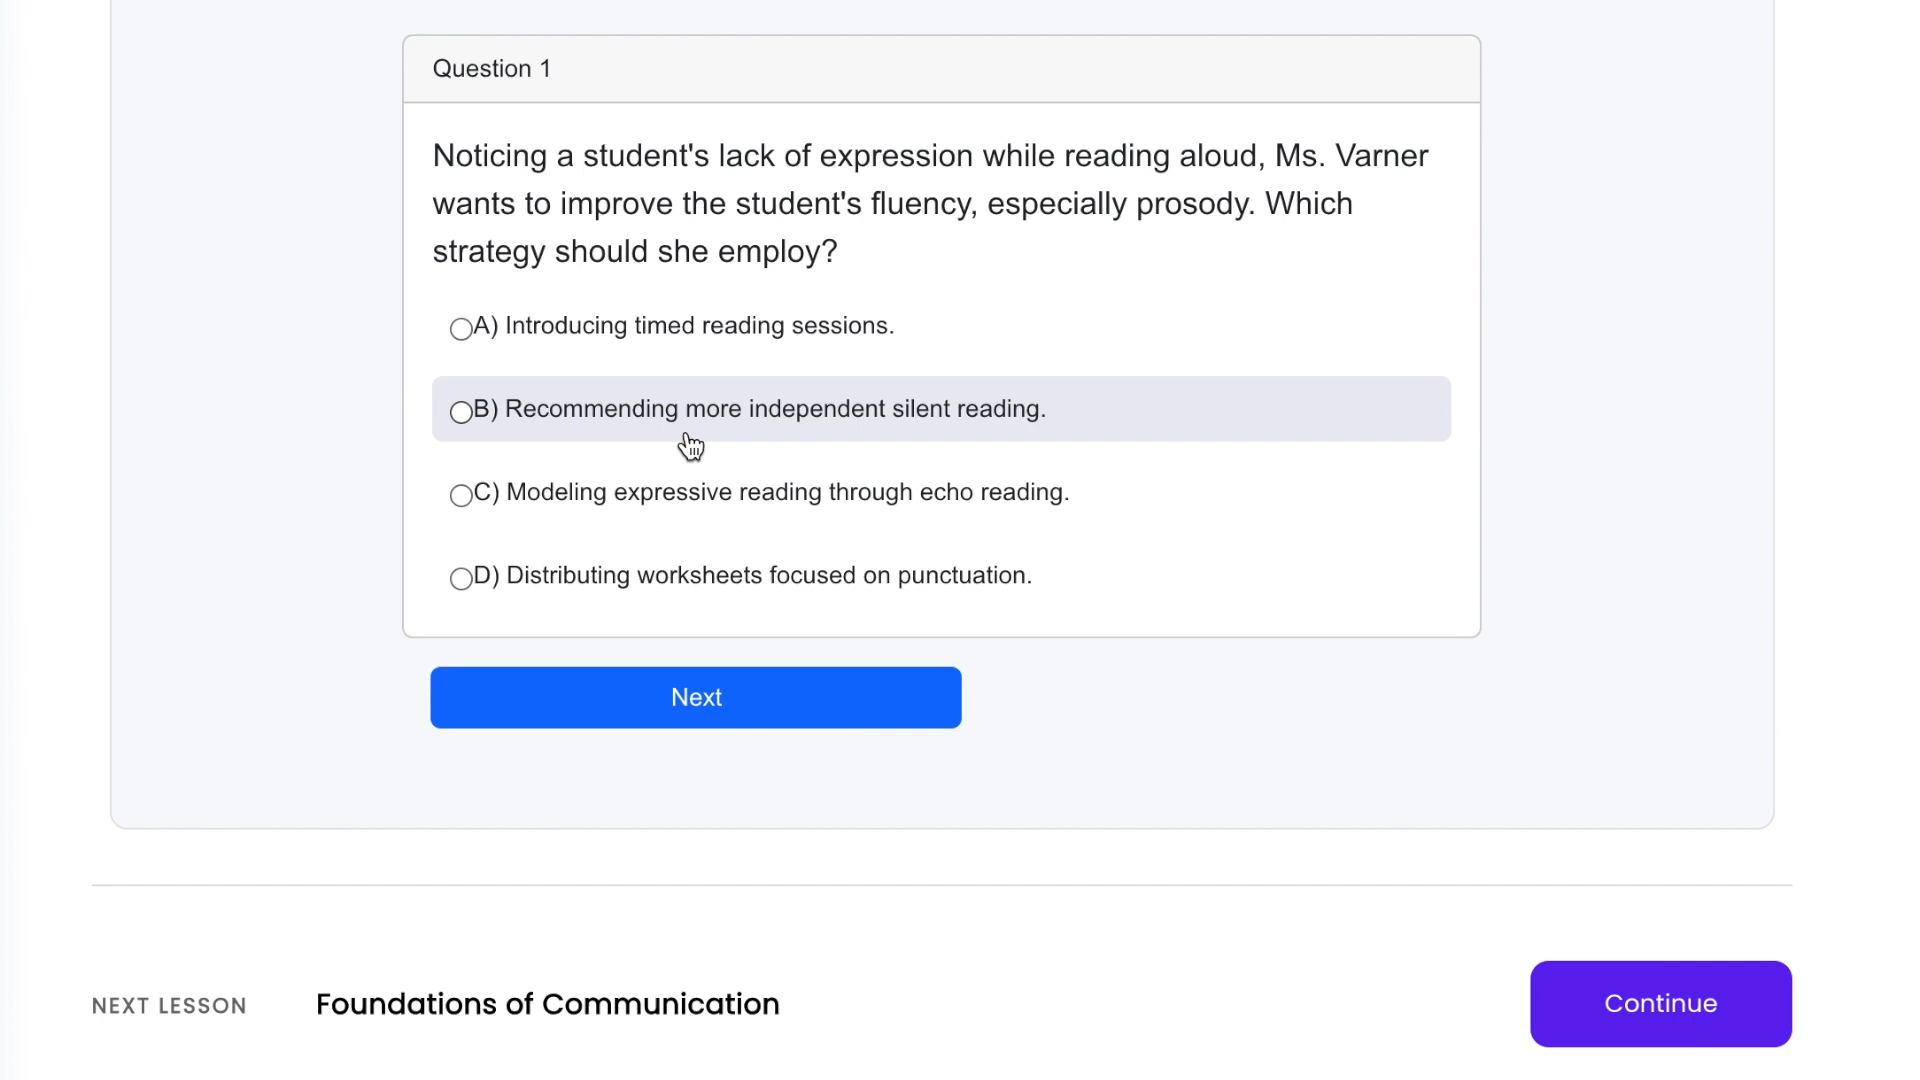 Question 1
Noticing a student's lack of expression while reading aloud, Ms. Varner
wants to improve the student's fluency, especially prosody. Which
strategy should she employ?
A) Introducing timed reading sessions.
B) Recommending more independent silent reading.
C) Modeling expressive reading through echo reading.
D) Distributing worksheets focused on punctuation.
Next
NEXT LESSON
Foundations of Communication
Continue